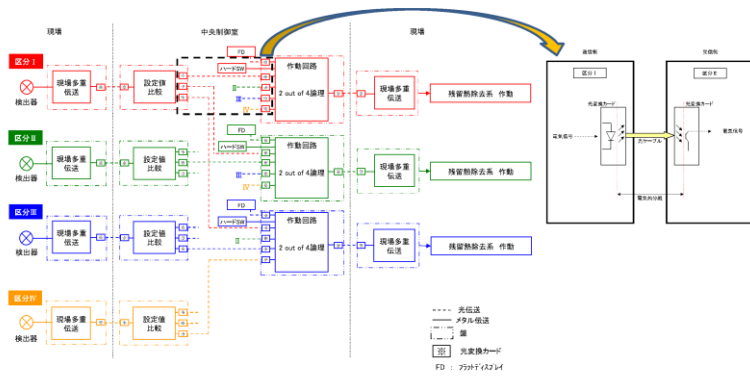 現場
中央制御室
現場
区分Ⅰ
検出器
現場多重
伝送
設定値
比較
FD
ハードSW
Ⅱ
Ⅲ
Ⅳ
作動回路
2 out of 4論理
現場多重
伝送
残留熱除去系 作動
区分Ⅱ
検出器
現場多重
伝送
設定値
比較
FD
ハードSW
Ⅲ
Ⅳ
作動回路
2 out of 4論理
現場多重
伝送
残留熱除去系 作動
区分Ⅲ
検出器
現場多重
伝送
設定値
比較
FD
ハードSW
Ⅱ
作動回路
2 out of 4論理
現場多重
伝送
残留熱除去系 作動
区分Ⅳ
検出器
現場多重
伝送
設定値
比較
光伝送
メタル伝送
盤
※ 光変換カード
FD : フラットディスプレイ
送信側
受信側
区分Ⅰ
区分Ⅱ
光変換カード
光変換カード
電気信号
光ケーブル
電気信号
電気的分離